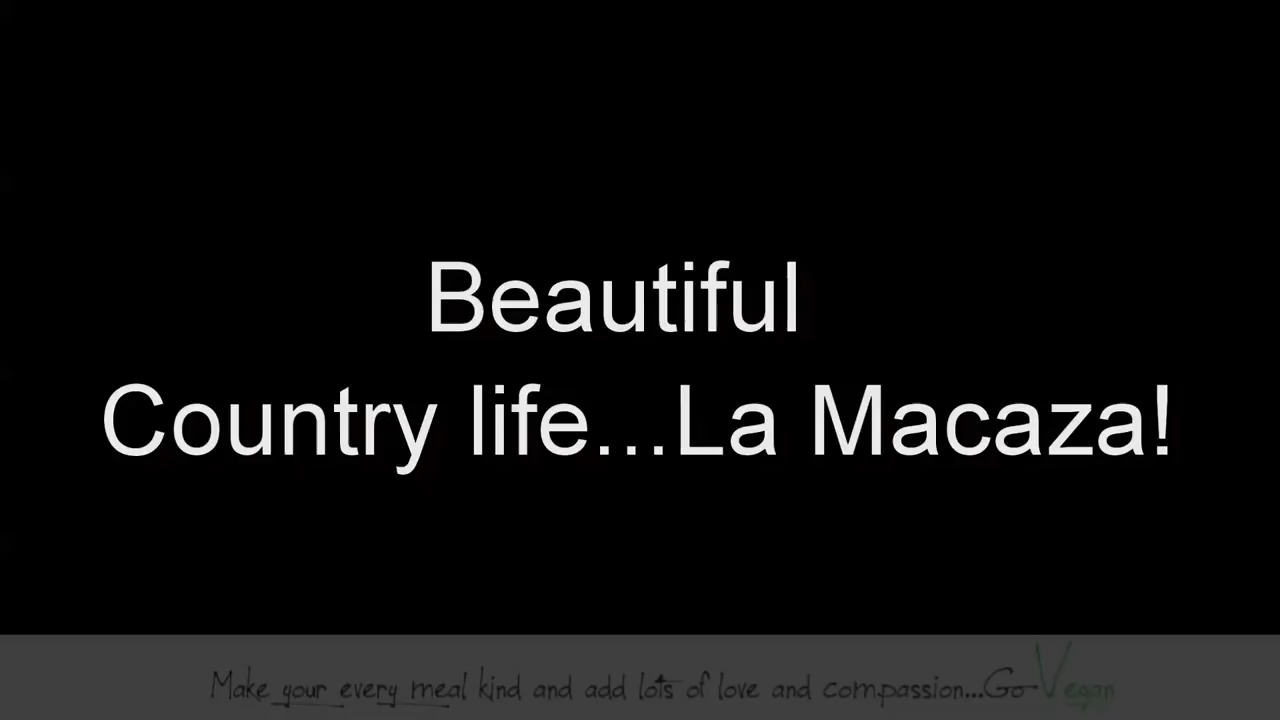 Beautiful
Country life...La Macaza!
Make your every meal kind and add lots of love and compassion...Go Vegan